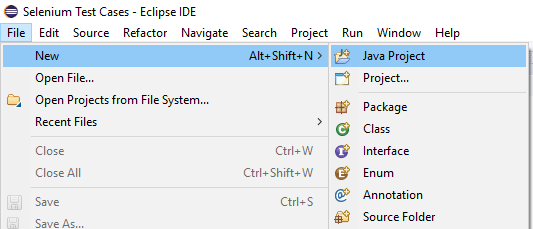 Selenium Test Cases - Eclipse IDE
File Edit Source Refactor Navigate Search Project Run Window Help
New Alt+Shift+N >
Open File...
Open Projects from File System...
Recent Files >
Close Ctrl+W
Close All Ctrl+Shift+W
Save Ctrl+S
Save As...
Java Project
Project...
Package
Class
Interface
Enum
Annotation
Source Folder